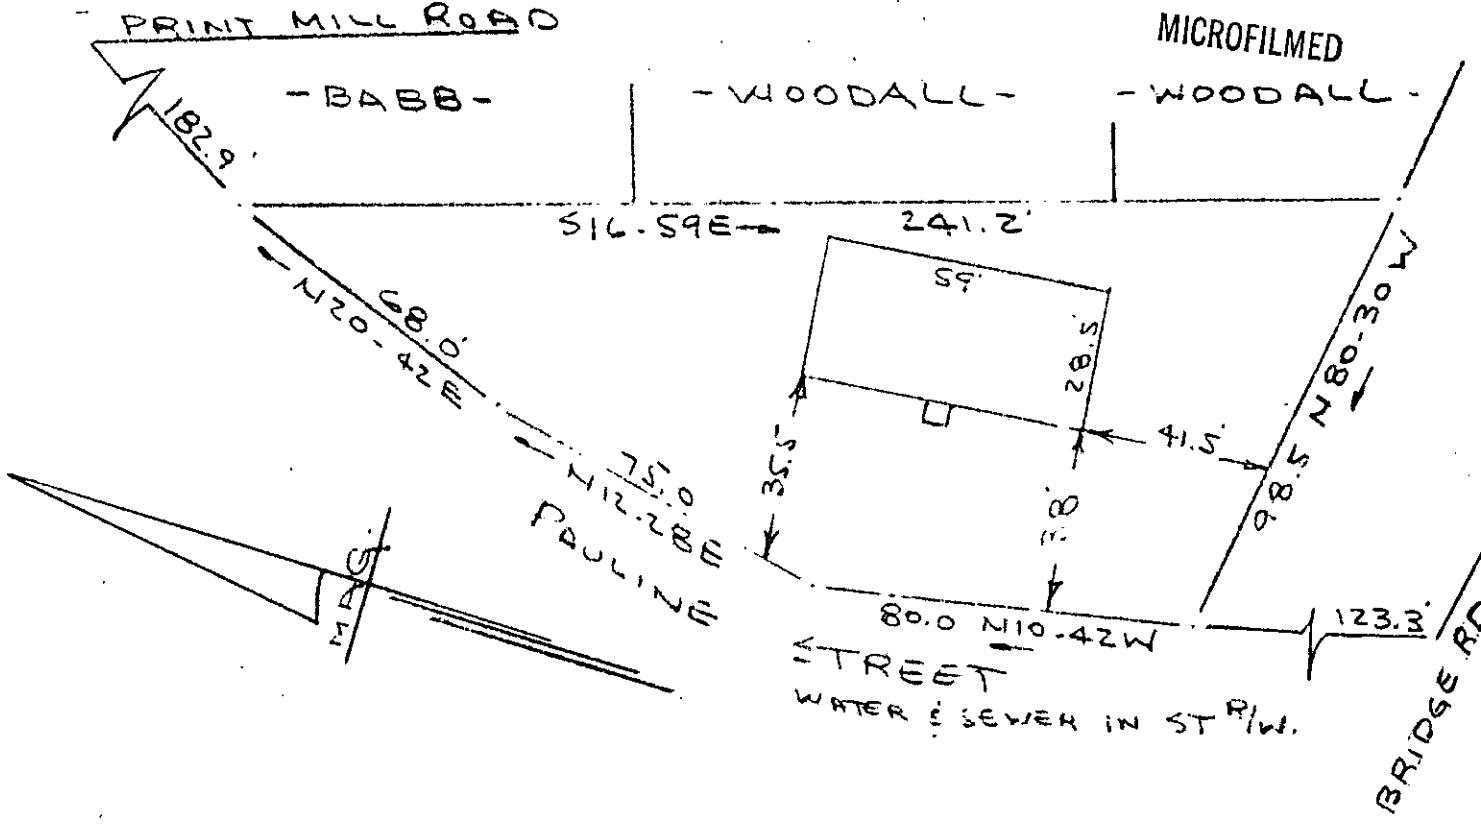 PRINT MILL ROAD
MICROFILMED
-BABB-
-WOODALL-
-WOODALL-
182.9'
S16-59E
241.2'
59'
28.5'
N80-30W
98.5
41.5'
35.5
68.0'
N20-42E
75.0
N12-28E
PAULINE
STREET
80.0 N10-42W
123.3'
BRIDGE RD
WATER & SEWER IN ST R/W.
MAG.